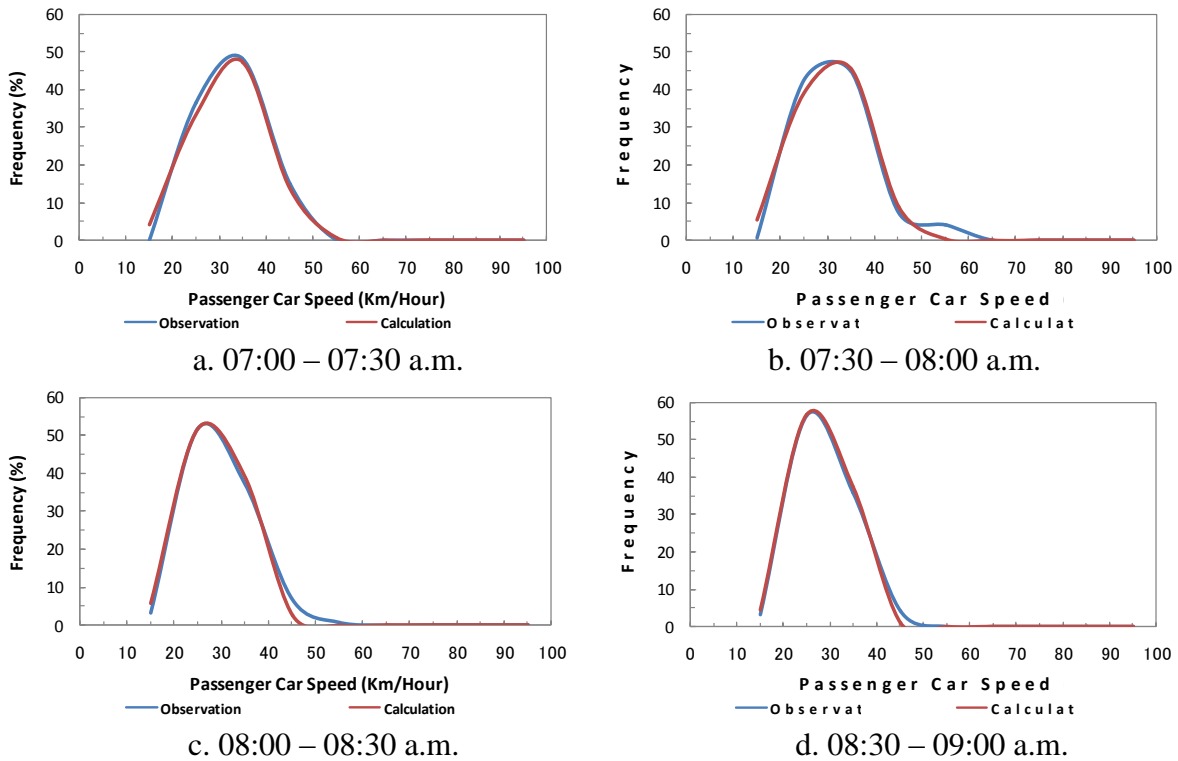 60
50
40
30
20
10
0
Frequency (%)
0 10 20 30 40 50 60 70 80 90 100
Passenger Car Speed (Km/Hour)
Observation Calculation
a. 07:00 – 07:30 a.m.
60
50
40
30
20
10
0
Frequency
0 10 20 30 40 50 60 70 80 90 100
Passenger Car Speed
Observat Calculat
b. 07:30 – 08:00 a.m.
60
50
40
30
20
10
0
Frequency (%)
0 10 20 30 40 50 60 70 80 90 100
Passenger Car Speed (Km/Hour)
Observation Calculation
c. 08:00 – 08:30 a.m.
60
50
40
30
20
10
0
Frequency
0 10 20 30 40 50 60 70 80 90 100
Passenger Car Speed
Observat Calculat
d. 08:30 – 09:00 a.m.